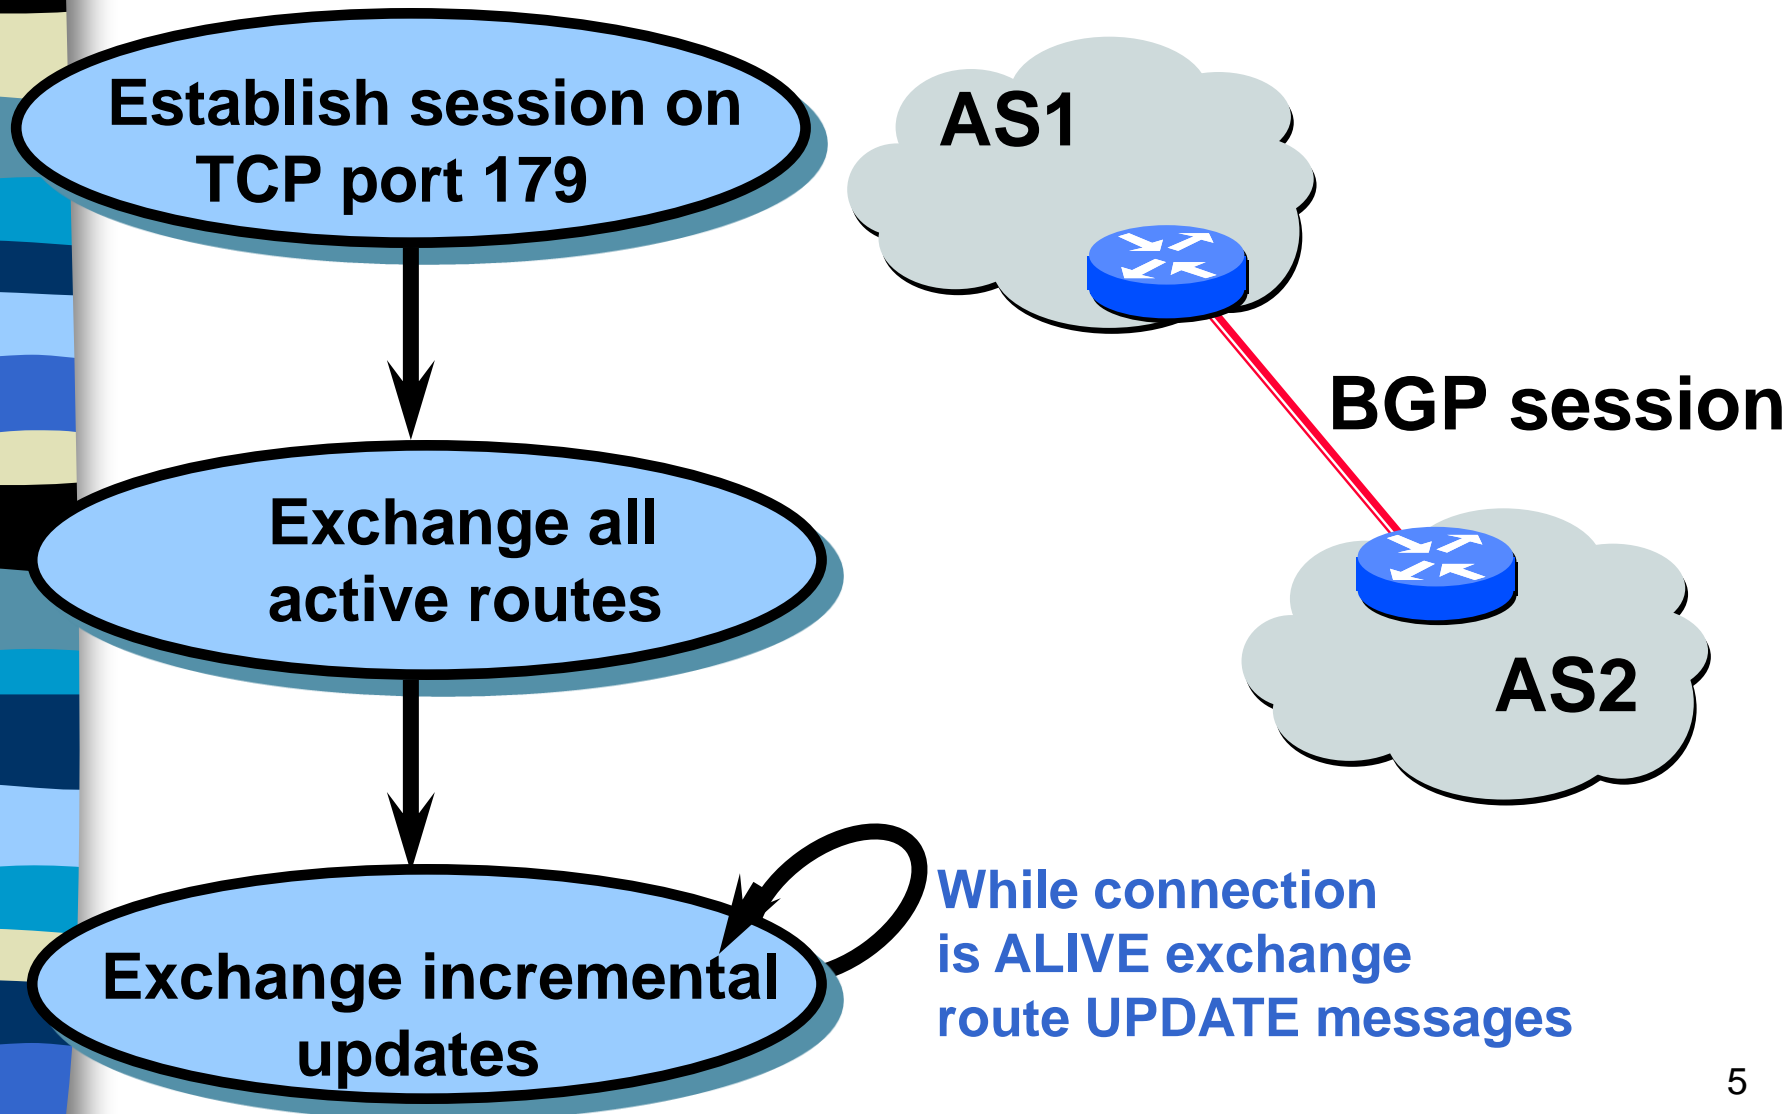 Establish session on
TCP port 179
Exchange all
active routes
Exchange incremental
updates
AS1
BGP session
AS2
While connection
is ALIVE exchange
route UPDATE messages
5